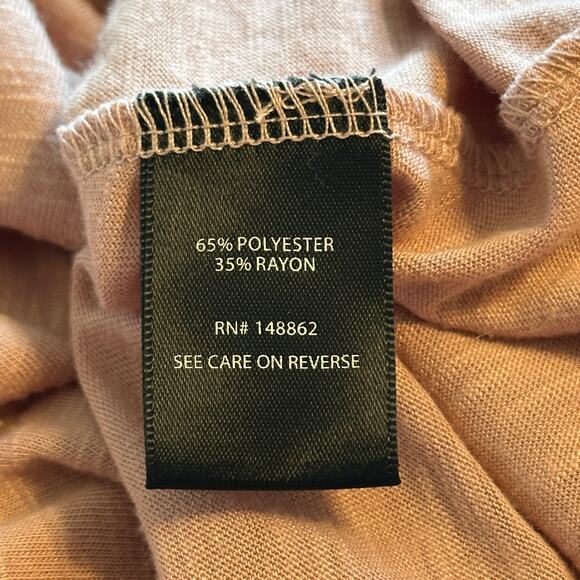 65% POLYESTER
35% RAYON
RN# 148862
SEE CARE ON REVERSE